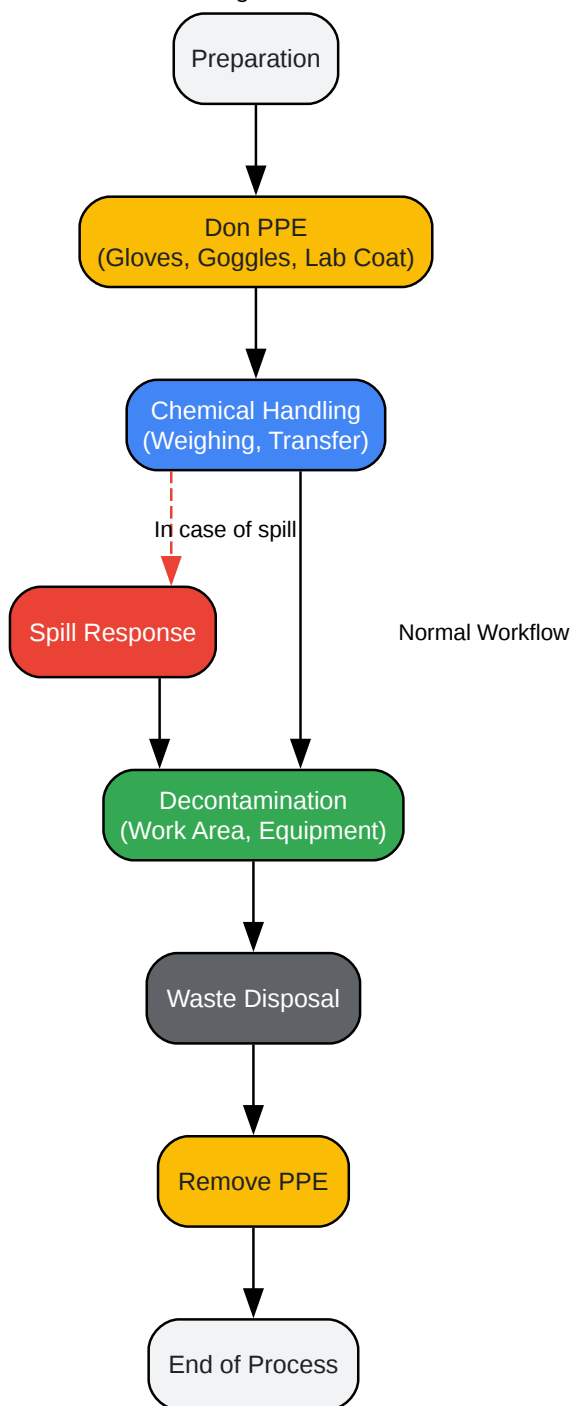 Preparation
Don PPE
(Gloves, Goggles, Lab Coat)
Chemical Handling
(Weighing, Transfer)
In case of spill
Spill Response
Normal Workflow
Decontamination
(Work Area, Equipment)
Waste Disposal
Remove PPE
End of Process